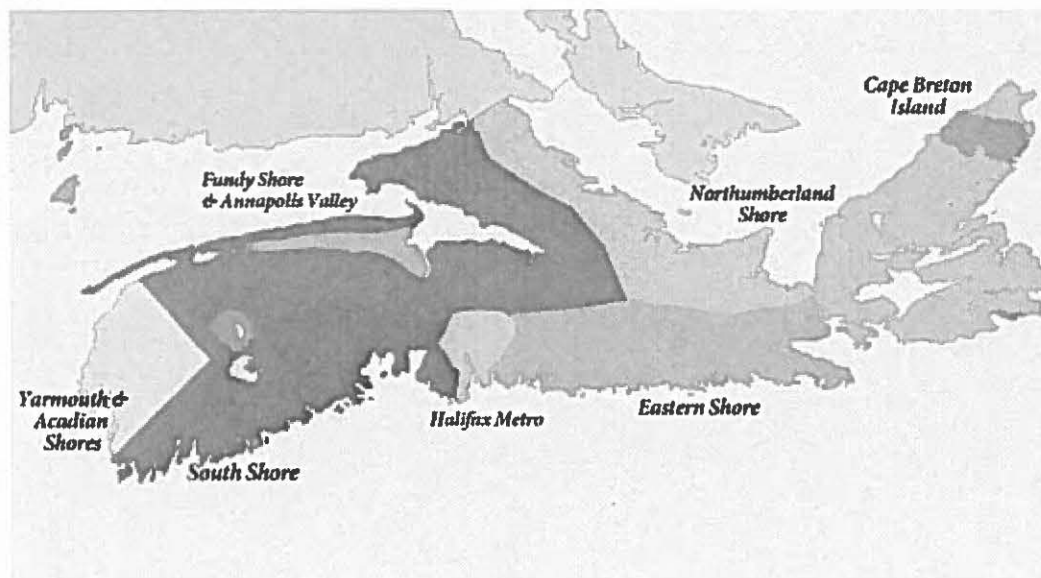 Cape Breton
Island
Fundy Shore
& Annapolis Valley
Northumberland
Shore
Yarmouth &
Acadian
Shores
Halifax Metro
Eastern Shore
South Shore